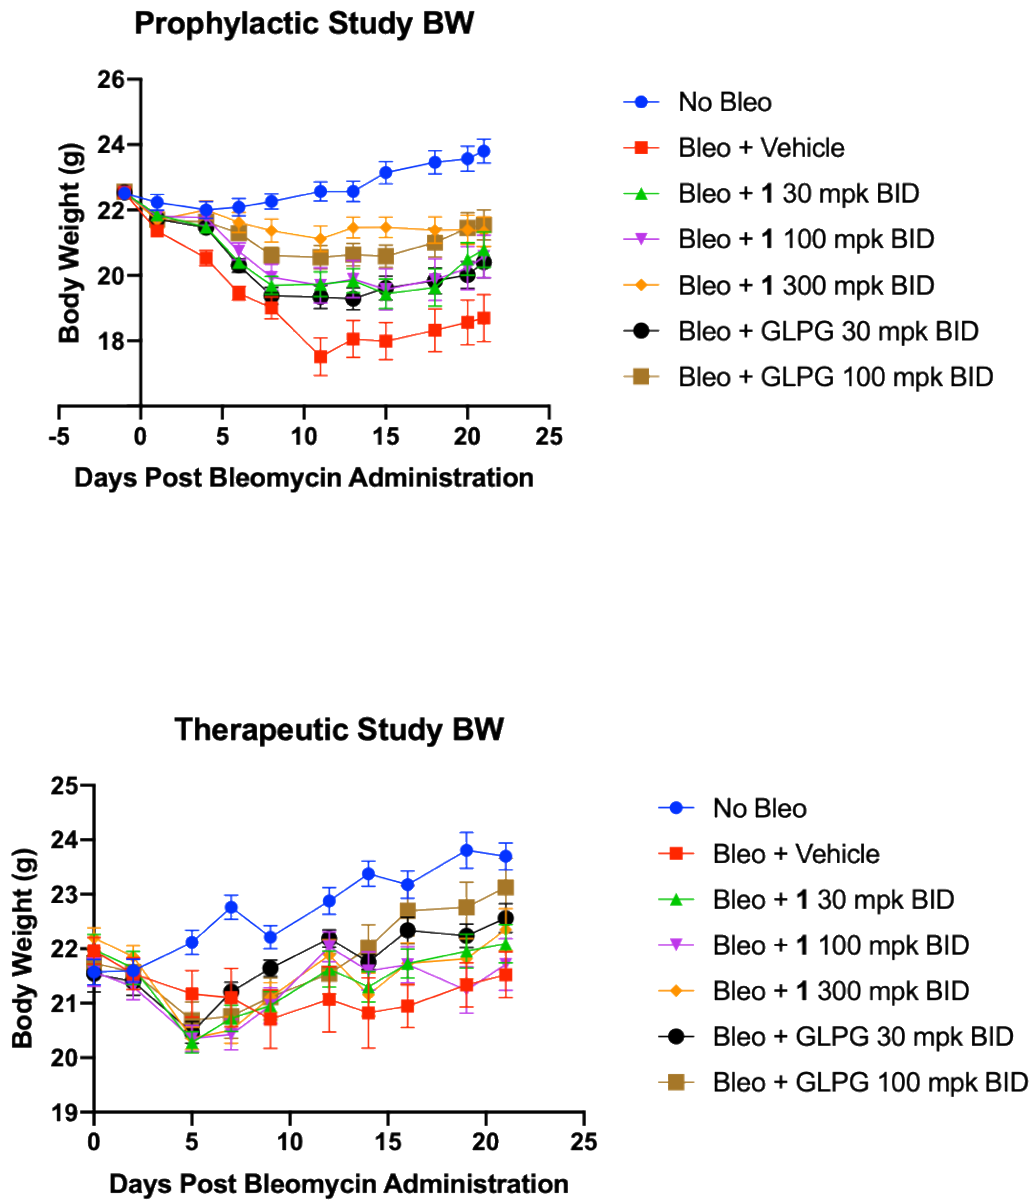 Prophylactic Study BW
26
24
22
20
18
-5 0 5 10 15 20 25
Body Weight (g)
Days Post Bleomycin Administration
No Bleo
Bleo + Vehicle
Bleo + 1 30 mpk BID
Bleo + 1 100 mpk BID
Bleo + 1 300 mpk BID
Bleo + GLPG 30 mpk BID
Bleo + GLPG 100 mpk BID
Therapeutic Study BW
25
24
23
22
21
20
19
0 5 10 15 20 25
Body Weight (g)
Days Post Bleomycin Administration
No Bleo
Bleo + Vehicle
Bleo + 1 30 mpk BID
Bleo + 1 100 mpk BID
Bleo + 1 300 mpk BID
Bleo + GLPG 30 mpk BID
Bleo + GLPG 100 mpk BID